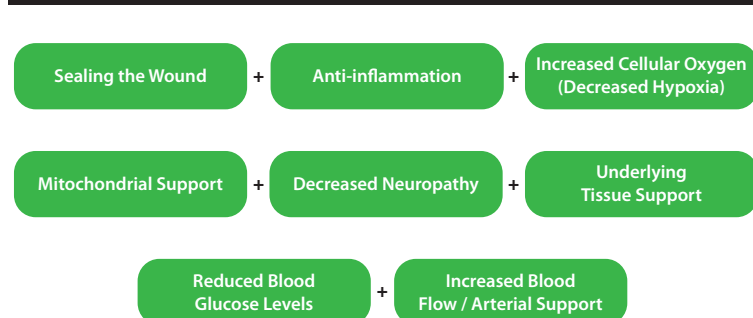 Sealing the Wound + Anti-inflammation + Increased Cellular Oxygen
(Decreased Hypoxia)
Mitochondrial Support + Decreased Neuropathy + Underlying
Tissue Support
Reduced Blood
Glucose Levels + Increased Blood
Flow / Arterial Support